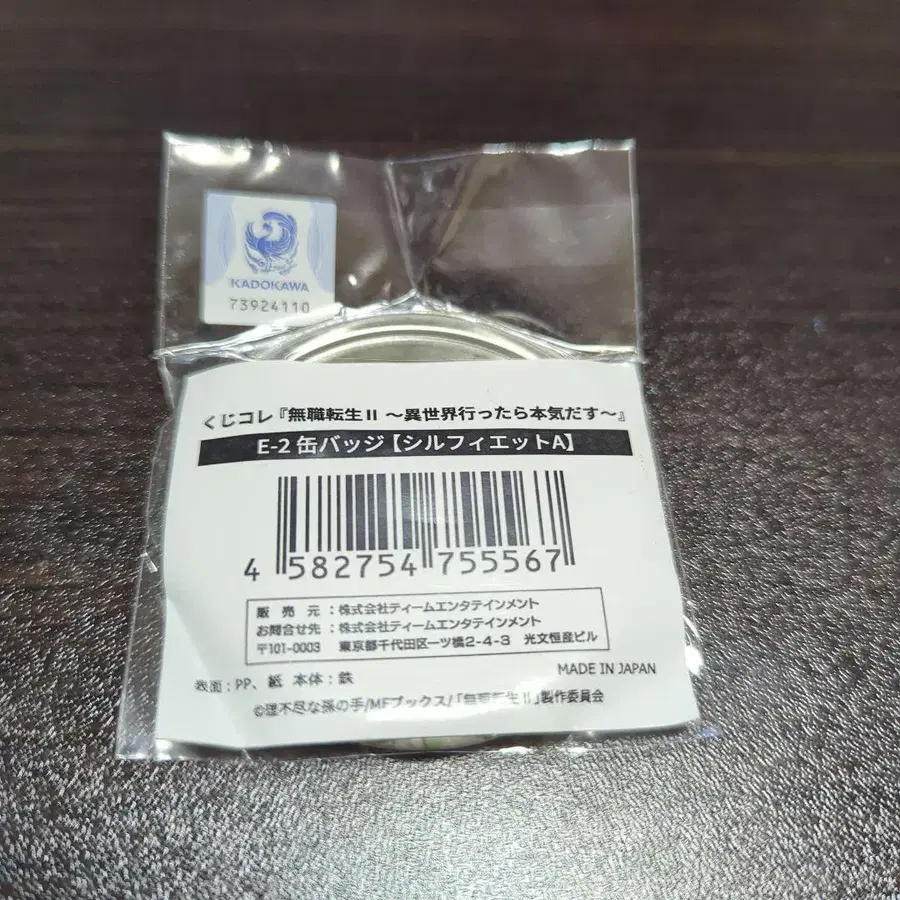 KADOKAWA
73924110
くじコレ『無職転生Ⅱ ～異世界行ったら本気だす～』
E-2 缶バッジ【シルフィエットA】
4 582754 755567
販 売 元 : 株式会社ティームエンタテインメント
お問合せ先 : 株式会社ティームエンタテインメント
〒101-0003 東京都千代田区一ツ橋2-4-3 光文恒産ビル
MADE IN JAPAN
表面 : PP、紙 本体 : 鉄
©理不尽な孫の手/MFブックス/「無職転生Ⅱ」製作委員会